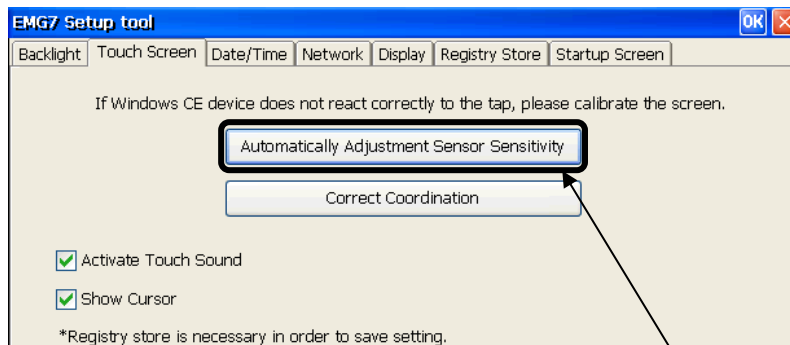 EMG7 Setup tool OK
Backlight Touch Screen Date/Time Network Display Registry Store Startup Screen
If Windows CE device does not react correctly to the tap, please calibrate the screen.
Automatically Adjustment Sensor Sensitivity
Correct Coordination
Activate Touch Sound
Show Cursor
*Registry store is necessary in order to save setting.